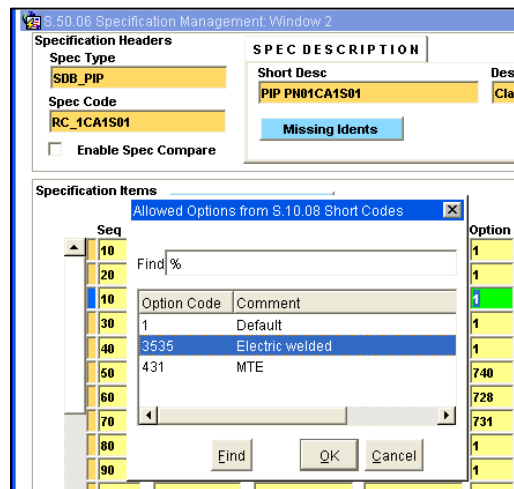 S.50.06 Specification Management: Window 2
Specification Headers
Spec Type
SDB_PIP
Spec Code
RC_1CA1S01
Enable Spec Compare
SPEC DESCRIPTION
Short Desc
Des
PIP PN01CA1S01
Cla
Missing Idents
Specification Items
Seq
Option
10
1
20
1
10
1
30
1
40
1
50
740
60
728
70
731
80
1
90
1
Allowed Options from S.10.08 Short Codes
Find %
Option Code Comment
1 Default
3535 Electric welded
431 MTE
Find
OK
Cancel